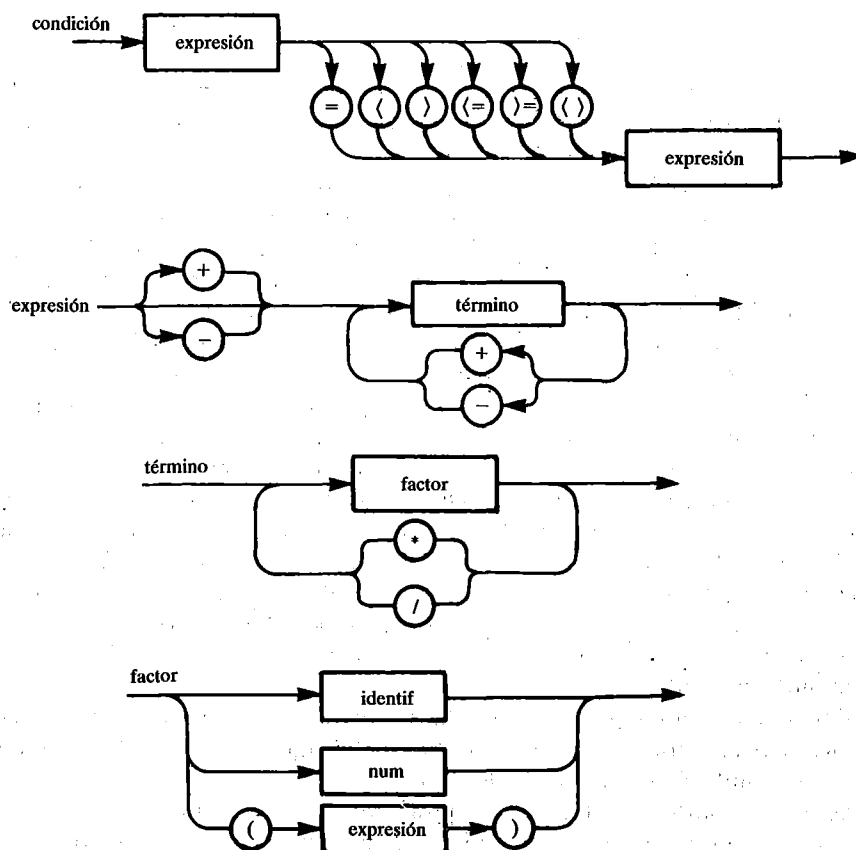 condición
expresión
= ⟨ ⟩ ⟨= ⟩= ⟨ ⟩
expresión
+
expresión
término
-
+
-
término
factor
*
/
factor
identif
num
( expresión )